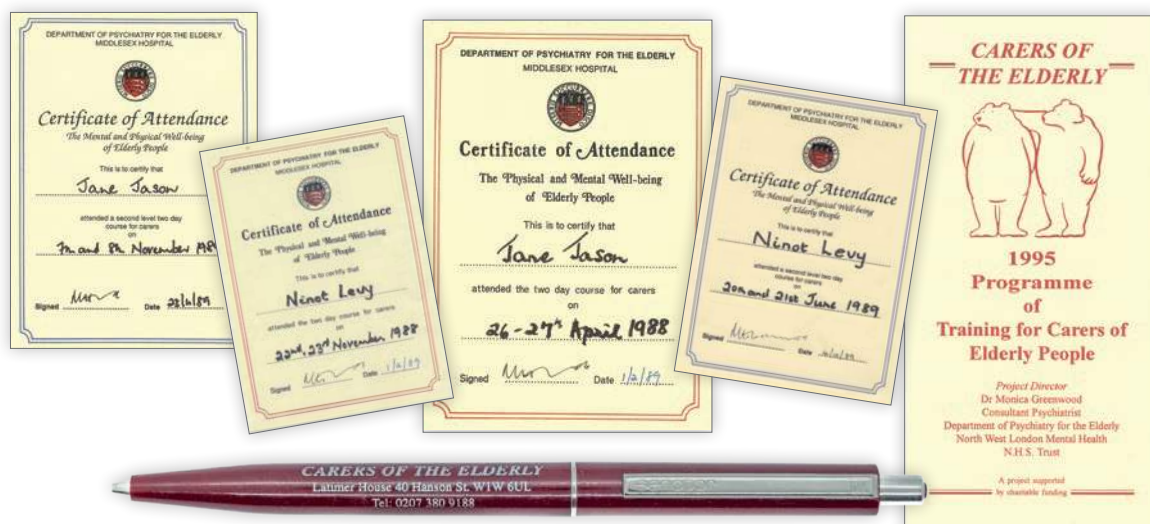 DEPARTMENT OF PSYCHIATRY FOR THE ELDERLY
MIDDLESEX HOSPITAL
Certificate of Attendance
The Mental and Physical Well-being
of Elderly People
This is to certify that
Jane Jason
attended a second level two day
course for carers
on
7th and 8th November 1989
Signed Date
DEPARTMENT OF PSYCHIATRY FOR THE ELDERLY
MIDDLESEX HOSPITAL
Certificate of Attendance
The Physical and Mental Well-being
of Elderly People
This is to certify that
Ninot Levy
attended the two day course for carers
on
22nd, 23rd November 1988
Signed Date 1/2/89
DEPARTMENT OF PSYCHIATRY FOR THE ELDERLY
MIDDLESEX HOSPITAL
Certificate of Attendance
The Physical and Mental Well-being
of Elderly People
This is to certify that
Jane Jason
attended the two day course for carers
on
26-27th April 1988
Signed Date 1/2/89
DEPARTMENT OF PSYCHIATRY FOR THE ELDERLY
MIDDLESEX HOSPITAL
Certificate of Attendance
The Mental and Physical Well-being
of Elderly People
This is to certify that
Ninot Levy
attended a second level two day
course for carers
on
20th and 21st June 1989
Signed Date
CARERS OF
THE ELDERLY
1995
Programme
of
Training for Carers of
Elderly People
Project Director
Dr Monica Greenwood
Consultant Psychiatrist
Department of Psychiatry for the Elderly
North West London Mental Health
N.H.S. Trust
A project supported
by charitable funding
CARERS OF THE ELDERLY
Latimer House 40 Hanson St. W1W 6UL
Tel: 0207 380 9188